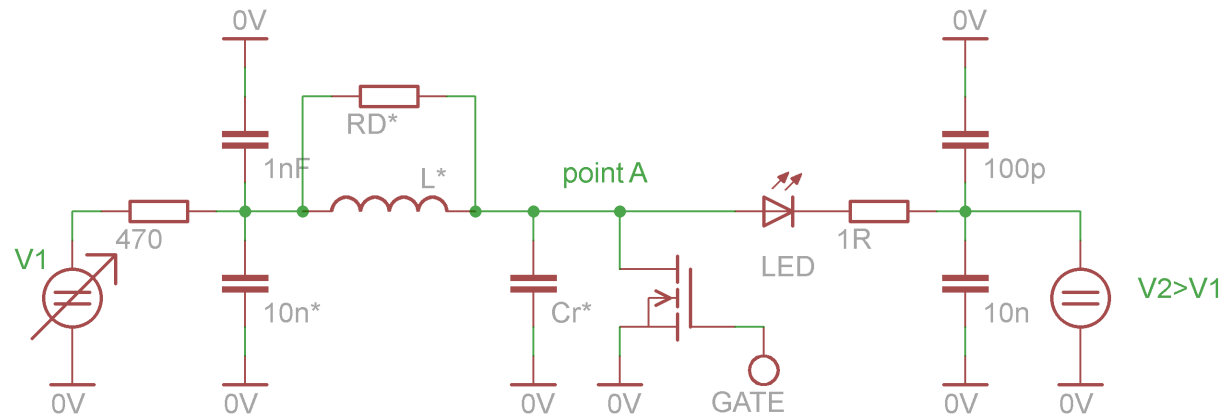 0V
0V
RD*
1nF
L*
point A
100p
470
1R
V1
LED
10n*
Cr*
10n
V2>V1
0V
0V
0V
0V
GATE
0V
0V